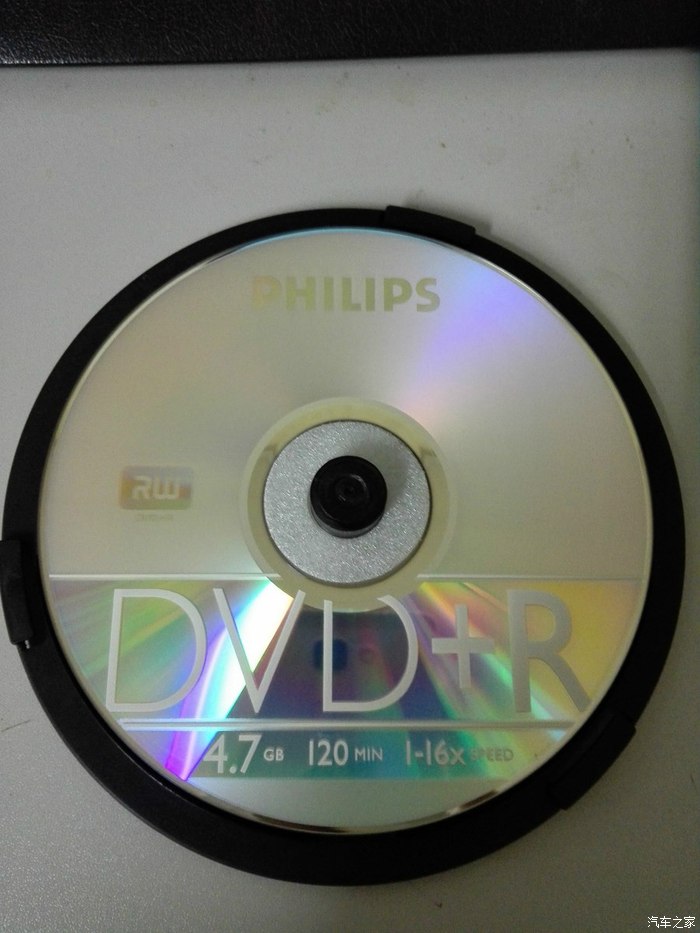 PHILIPS
RW
DVD+R
4.7 GB 120 MIN 1-16x SPEED
汽车之家